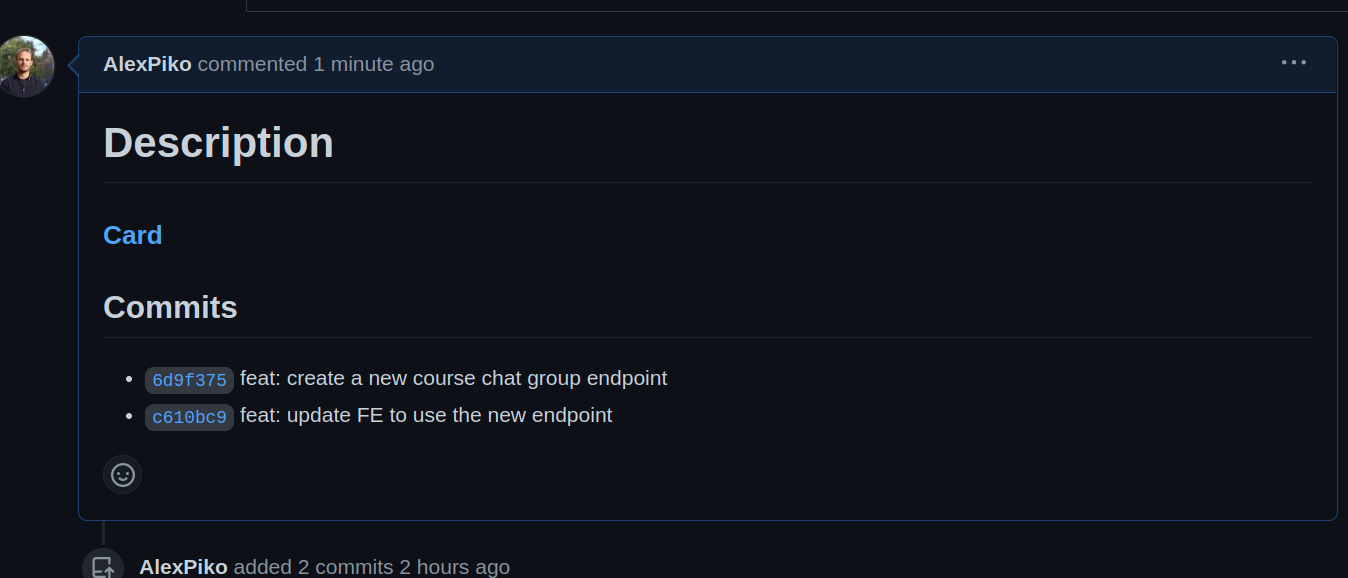 AlexPiko commented 1 minute ago
Description
Card
Commits
6d9f375 feat: create a new course chat group endpoint
c610bc9 feat: update FE to use the new endpoint
AlexPiko added 2 commits 2 hours ago